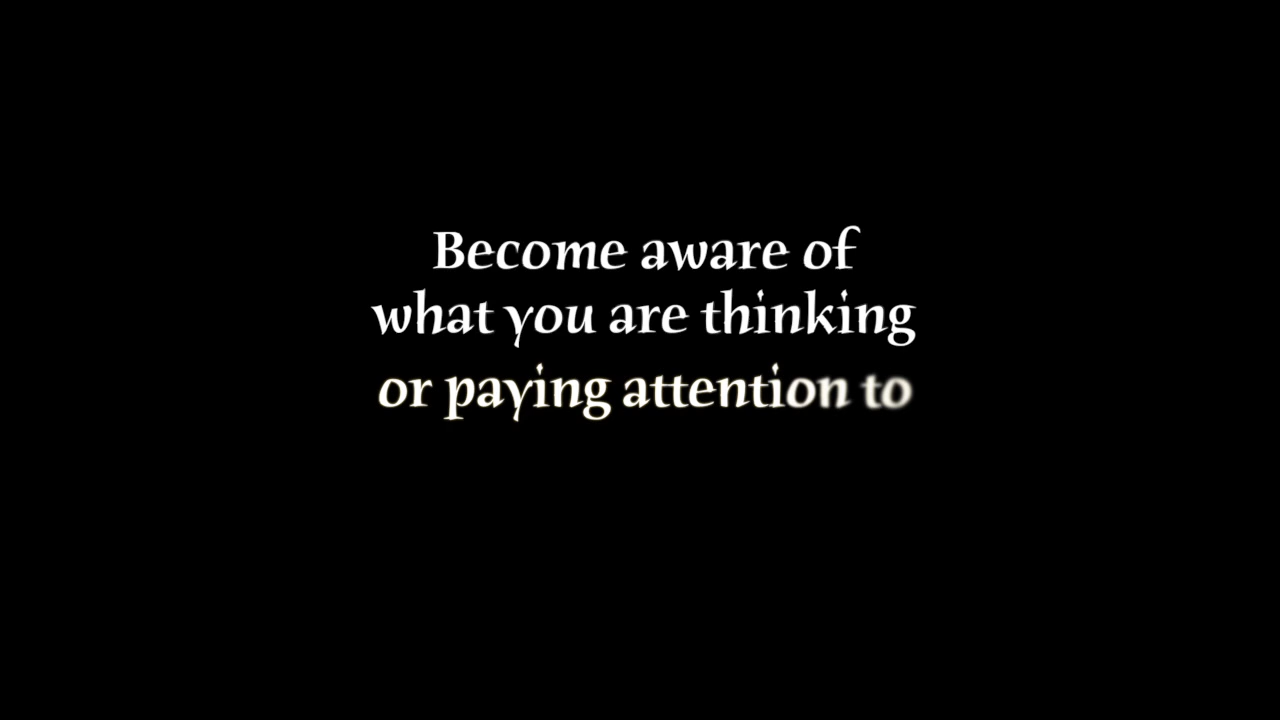 Become aware of
what you are thinking
or paying attention to